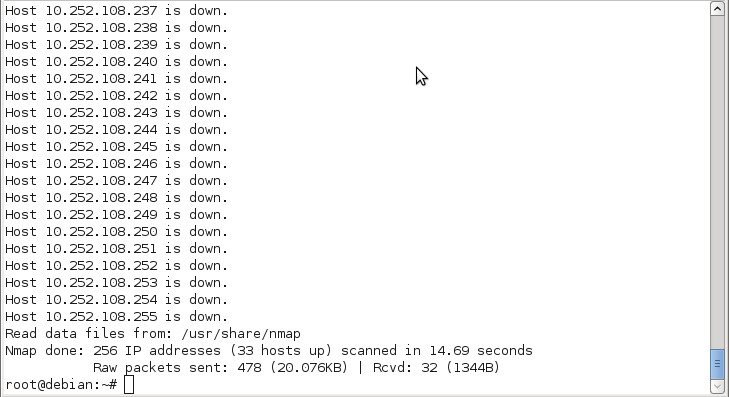 Host 10.252.108.237 is down.
Host 10.252.108.238 is down.
Host 10.252.108.239 is down.
Host 10.252.108.240 is down.
Host 10.252.108.241 is down.
Host 10.252.108.242 is down.
Host 10.252.108.243 is down.
Host 10.252.108.244 is down.
Host 10.252.108.245 is down.
Host 10.252.108.246 is down.
Host 10.252.108.247 is down.
Host 10.252.108.248 is down.
Host 10.252.108.249 is down.
Host 10.252.108.250 is down.
Host 10.252.108.251 is down.
Host 10.252.108.252 is down.
Host 10.252.108.253 is down.
Host 10.252.108.254 is down.
Host 10.252.108.255 is down.
Read data files from: /usr/share/nmap
Nmap done: 256 IP addresses (33 hosts up) scanned in 14.69 seconds
           Raw packets sent: 478 (20.076KB) | Rcvd: 32 (1344B)
root@debian:~#